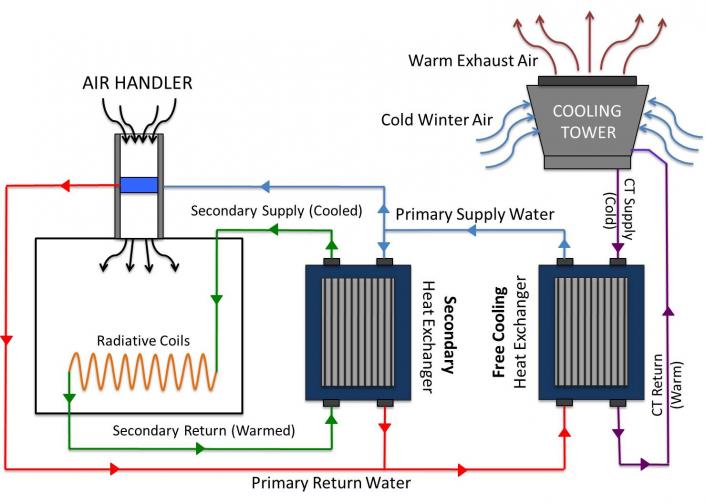 Warm Exhaust Air
AIR HANDLER
COOLING
TOWER
Cold Winter Air
CT Supply
(Cold)
Secondary Supply (Cooled)
Primary Supply Water
Secondary
Heat Exchanger
Free Cooling
Heat Exchanger
Radiative Coils
CT Return
(Warm)
Secondary Return (Warmed)
Primary Return Water